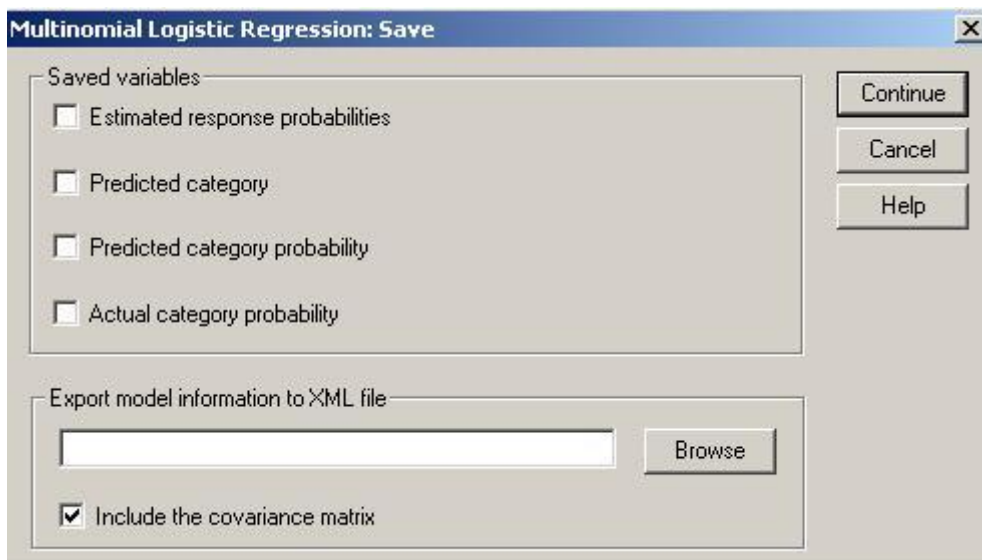 Multinomial Logistic Regression: Save
Saved variables
Estimated response probabilities
Predicted category
Predicted category probability
Actual category probability
Continue
Cancel
Help
Export model information to XML file
Browse
Include the covariance matrix